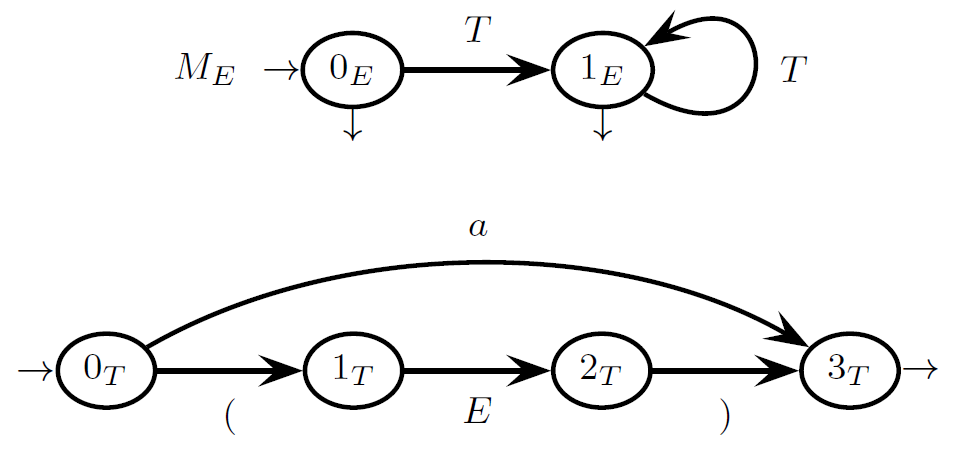 T
M_E → 0_E 1_E T
↓ ↓
a
→ 0_T 1_T 2_T 3_T →
( E )